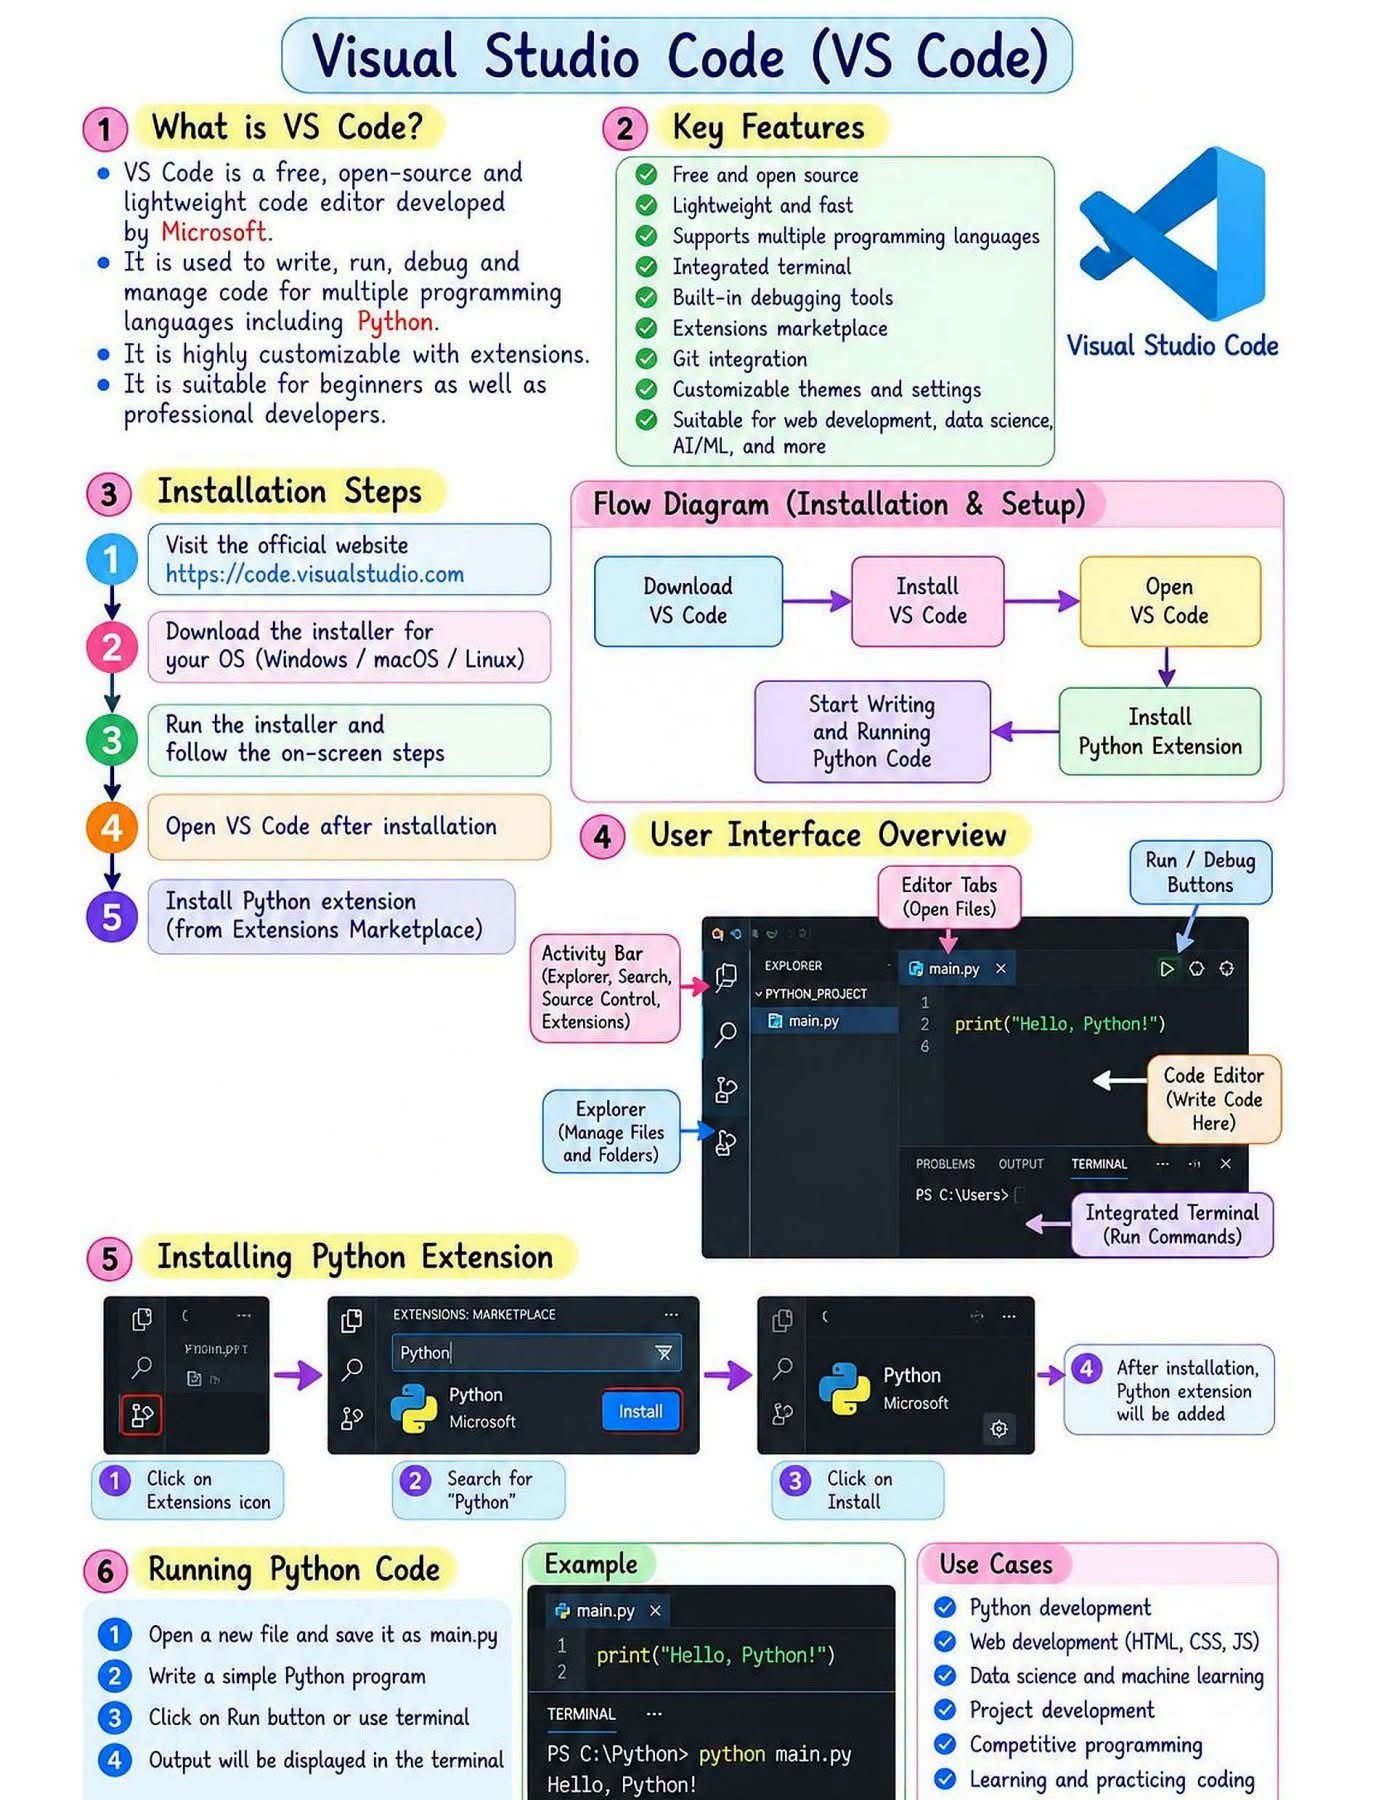 Visual Studio Code (VS Code)
1 What is VS Code?
VS Code is a free, open-source and
lightweight code editor developed
by Microsoft.
It is used to write, run, debug and
manage code for multiple programming
languages including Python.
It is highly customizable with extensions.
It is suitable for beginners as well as
professional developers.
2 Key Features
Free and open source
Lightweight and fast
Supports multiple programming languages
Integrated terminal
Built-in debugging tools
Extensions marketplace
Git integration
Customizable themes and settings
Suitable for web development, data science,
AI/ML, and more
Visual Studio Code
3 Installation Steps
1 Visit the official website
https://code.visualstudio.com
2 Download the installer for
your OS (Windows / macOS / Linux)
3 Run the installer and
follow the on-screen steps
4 Open VS Code after installation
5 Install Python extension
(from Extensions Marketplace)
Flow Diagram (Installation & Setup)
Download
VS Code
Install
VS Code
Open
VS Code
Install
Python Extension
Start Writing
and Running
Python Code
4 User Interface Overview
Run / Debug
Buttons
Editor Tabs
(Open Files)
Activity Bar
(Explorer, Search,
Source Control,
Extensions)
Explorer
(Manage Files
and Folders)
EXPLORER
PYTHON_PROJECT
main.py
main.py
1
2 print("Hello, Python!")
6
Code Editor
(Write Code
Here)
PROBLEMS OUTPUT TERMINAL
PS C:\Users>
Integrated Terminal
(Run Commands)
5 Installing Python Extension
1 Click on
Extensions icon
EXTENSIONS: MARKETPLACE
Python
Python
Microsoft
Install
2 Search for
"Python"
Python
Microsoft
3 Click on
Install
4 After installation,
Python extension
will be added
6 Running Python Code
1 Open a new file and save it as main.py
2 Write a simple Python program
3 Click on Run button or use terminal
4 Output will be displayed in the terminal
Example
main.py
1 print("Hello, Python!")
2
TERMINAL
PS C:\Python> python main.py
Hello, Python!
Use Cases
Python development
Web development (HTML, CSS, JS)
Data science and machine learning
Project development
Competitive programming
Learning and practicing coding